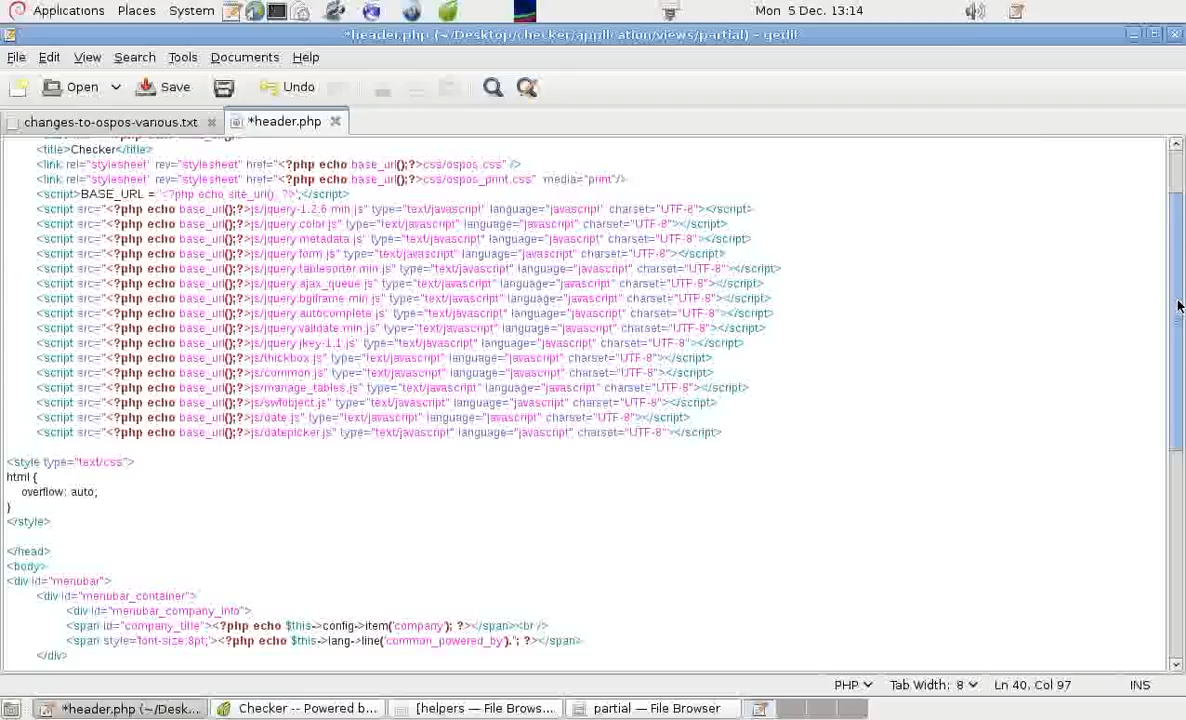 Applications Places System Mon 5 Dec. 13:14
*header.php (~/Desktop/checker/application/views/partial) - gedit
File Edit View Search Tools Documents Help
Open Save Undo
changes-to-ospos-various.txt *header.php
<title>Checker</title>
<link rel="stylesheet" rev="stylesheet" href="<?php echo base_url();?>css/ospos.css" />
<link rel="stylesheet" rev="stylesheet" href="<?php echo base_url();?>css/ospos_print.css" media="print"/>
<script>BASE_URL = '<?php echo site_url(); ?>';</script>
<script src="<?php echo base_url();?>js/jquery-1.2.6.min.js" type="text/javascript" language="javascript" charset="UTF-8"></script>
<script src="<?php echo base_url();?>js/jquery.color.js" type="text/javascript" language="javascript" charset="UTF-8"></script>
<script src="<?php echo base_url();?>js/jquery.metadata.js" type="text/javascript" language="javascript" charset="UTF-8"></script>
<script src="<?php echo base_url();?>js/jquery.form.js" type="text/javascript" language="javascript" charset="UTF-8"></script>
<script src="<?php echo base_url();?>js/jquery.tablesorter.min.js" type="text/javascript" language="javascript" charset="UTF-8"></script>
<script src="<?php echo base_url();?>js/jquery.ajax_queue.js" type="text/javascript" language="javascript" charset="UTF-8"></script>
<script src="<?php echo base_url();?>js/jquery.bgiframe.min.js" type="text/javascript" language="javascript" charset="UTF-8"></script>
<script src="<?php echo base_url();?>js/jquery.autocomplete.js" type="text/javascript" language="javascript" charset="UTF-8"></script>
<script src="<?php echo base_url();?>js/jquery.validate.min.js" type="text/javascript" language="javascript" charset="UTF-8"></script>
<script src="<?php echo base_url();?>js/jquery.jkey-1.1.js" type="text/javascript" language="javascript" charset="UTF-8"></script>
<script src="<?php echo base_url();?>js/thickbox.js" type="text/javascript" language="javascript" charset="UTF-8"></script>
<script src="<?php echo base_url();?>js/common.js" type="text/javascript" language="javascript" charset="UTF-8"></script>
<script src="<?php echo base_url();?>js/manage_tables.js" type="text/javascript" language="javascript" charset="UTF-8"></script>
<script src="<?php echo base_url();?>js/swfobject.js" type="text/javascript" language="javascript" charset="UTF-8"></script>
<script src="<?php echo base_url();?>js/date.js" type="text/javascript" language="javascript" charset="UTF-8"></script>
<script src="<?php echo base_url();?>js/datepicker.js" type="text/javascript" language="javascript" charset="UTF-8"></script>
<style type="text/css">
html {
overflow: auto;
}
</style>
</head>
<body>
<div id="menubar">
<div id="menubar_container">
<div id="menubar_company_info">
<span id="company_title"><?php echo $this->config->item('company'); ?></span><br />
<span style='font-size:8pt;'><?php echo $this->lang->line('common_powered_by').''; ?></span>
</div>
PHP Tab Width: 8 Ln 40, Col 97 INS
*header.php (~/Desk... Checker -- Powered b... [helpers — File Brows... partial — File Browser